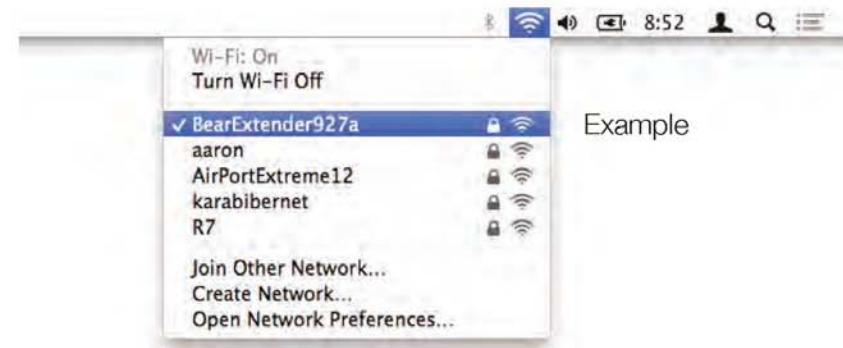 8:52
Wi-Fi: On
Turn Wi-Fi Off
BearExtender927a
Example
aaron
AirPortExtreme12
karabibernet
R7
Join Other Network...
Create Network...
Open Network Preferences...